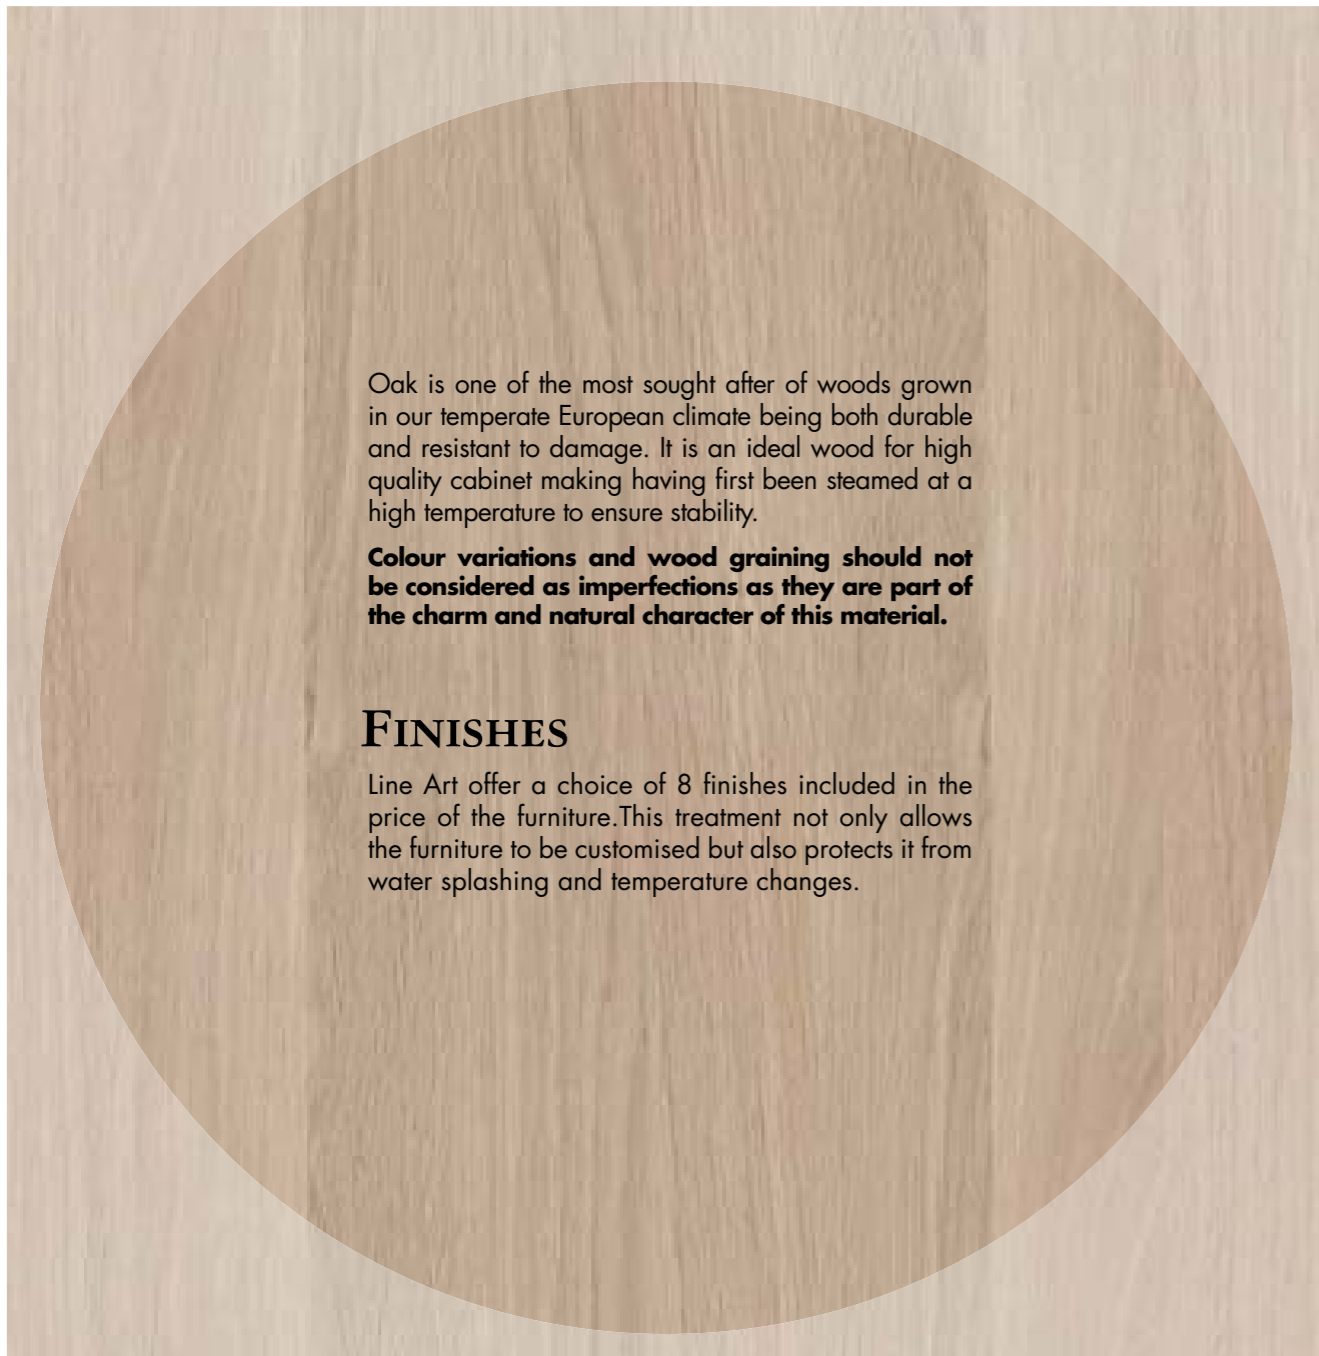 Oak is one of the most sought after of woods grown
in our temperate European climate being both durable
and resistant to damage. It is an ideal wood for high
quality cabinet making having first been steamed at a
high temperature to ensure stability.
Colour variations and wood graining should not
be considered as imperfections as they are part of
the charm and natural character of this material.
FINISHES
Line Art offer a choice of 8 finishes included in the
price of the furniture.This treatment not only allows
the furniture to be customised but also protects it from
water splashing and temperature changes.